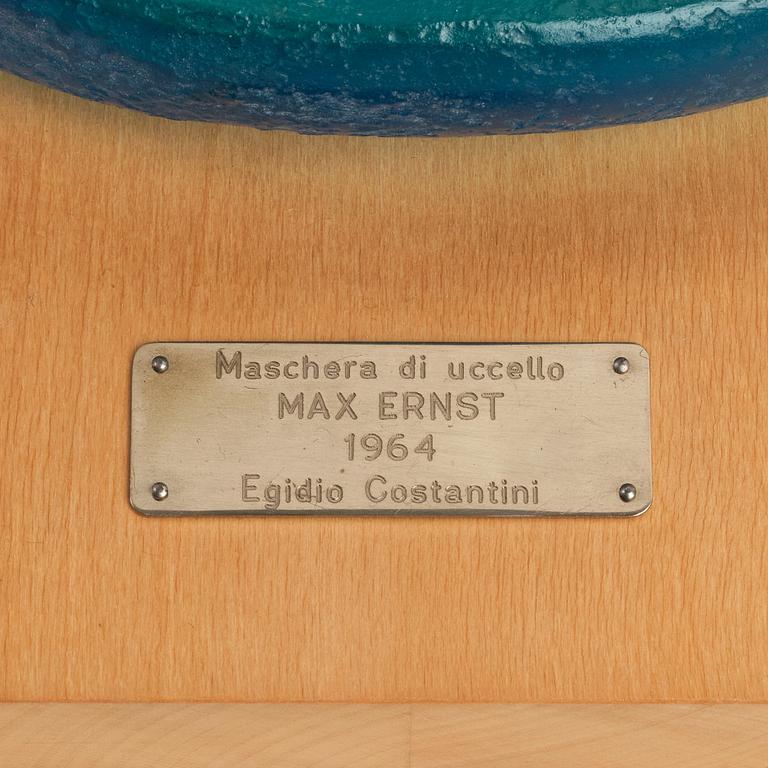 Maschera di uccello
MAX ERNST
1964
Egidio Costantini